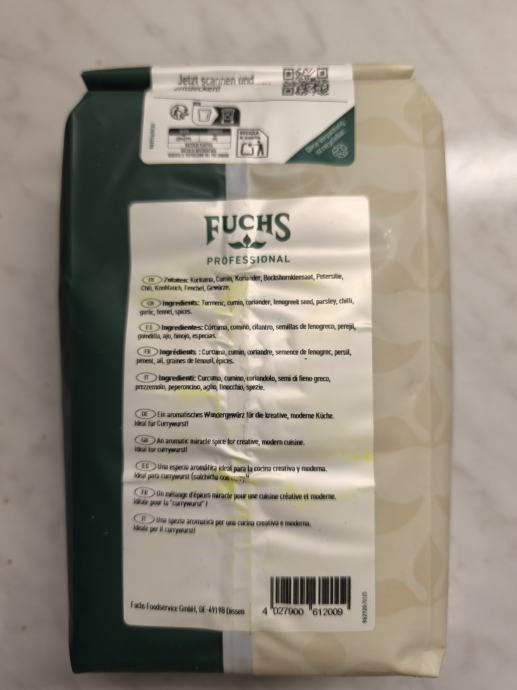 Jetzt scannen und
entdecken!
FUCHS
PROFESSIONAL
DE Zutaten: Kurkuma, Cumin, Koriander, Bockshornkleesaat, Petersilie,
Chili, Knoblauch, Fenchel, Gewürze.
GB Ingredients: Turmeric, cumin, coriander, fenugreek seed, parsley, chilli,
garlic, fennel, spices.
ES Ingredientes: Cúrcuma, comino, cilantro, semillas de fenogreco, perejil,
guindilla, ajo, hinojo, especias.
FR Ingrédients : Curcuma, cumin, coriandre, semence de fenogrec, persil,
piment, ail, graines de fenouil, épices.
IT Ingredienti: Curcuma, cumino, coriandolo, semi di fieno greco,
prezzemolo, peperoncino, aglio, finocchio, spezie.
DE Ein aromatisches Wundergewürz für die kreative, moderne Küche.
Ideal für Currywurst!
GB An aromatic miracle spice for creative, modern cuisine.
Ideal for currywurst!
ES Una especia aromática ideal para la cocina creativa y moderna.
Ideal para currywurst (salchicha con
FR Un mélange d'épices miracle pour une cuisine créative et moderne.
Idéale pour la "currywurst" !
IT Una spezia aromatica per una cucina creativa e moderna.
Ideale per il currywurst!
Fuchs Foodservice GmbH, DE-49198 Dissen
4 027900 612009